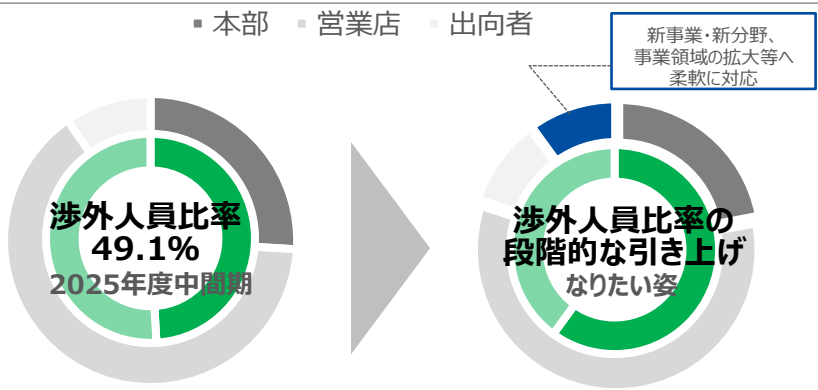 本部 営業店 出向者
新事業・新分野、
事業領域の拡大等へ
柔軟に対応
渉外人員比率
49.1%
2025年度中間期
渉外人員比率の
段階的な引き上げ
なりたい姿